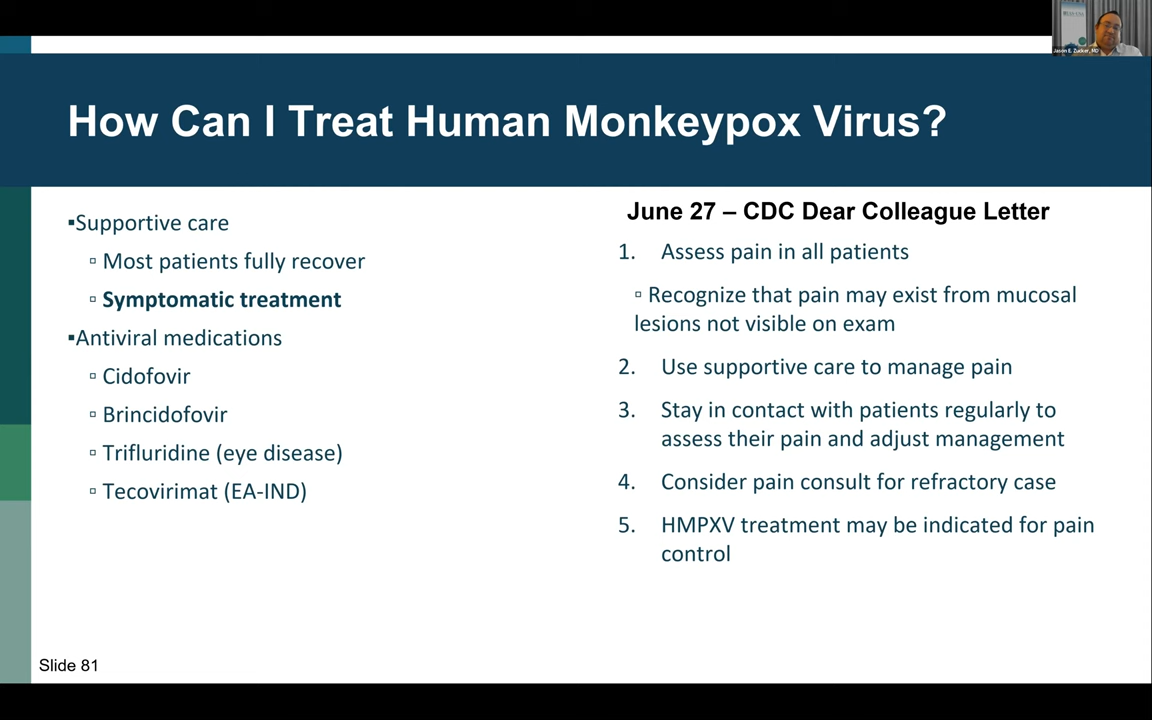 Jason E. Zucker, MD
How Can I Treat Human Monkeypox Virus?
▪Supportive care
▫ Most patients fully recover
▫ Symptomatic treatment
▪Antiviral medications
▫ Cidofovir
▫ Brincidofovir
▫ Trifluridine (eye disease)
▫ Tecovirimat (EA-IND)
June 27 – CDC Dear Colleague Letter
1. Assess pain in all patients
▫ Recognize that pain may exist from mucosal
lesions not visible on exam
2. Use supportive care to manage pain
3. Stay in contact with patients regularly to
assess their pain and adjust management
4. Consider pain consult for refractory case
5. HMPXV treatment may be indicated for pain
control
Slide 81